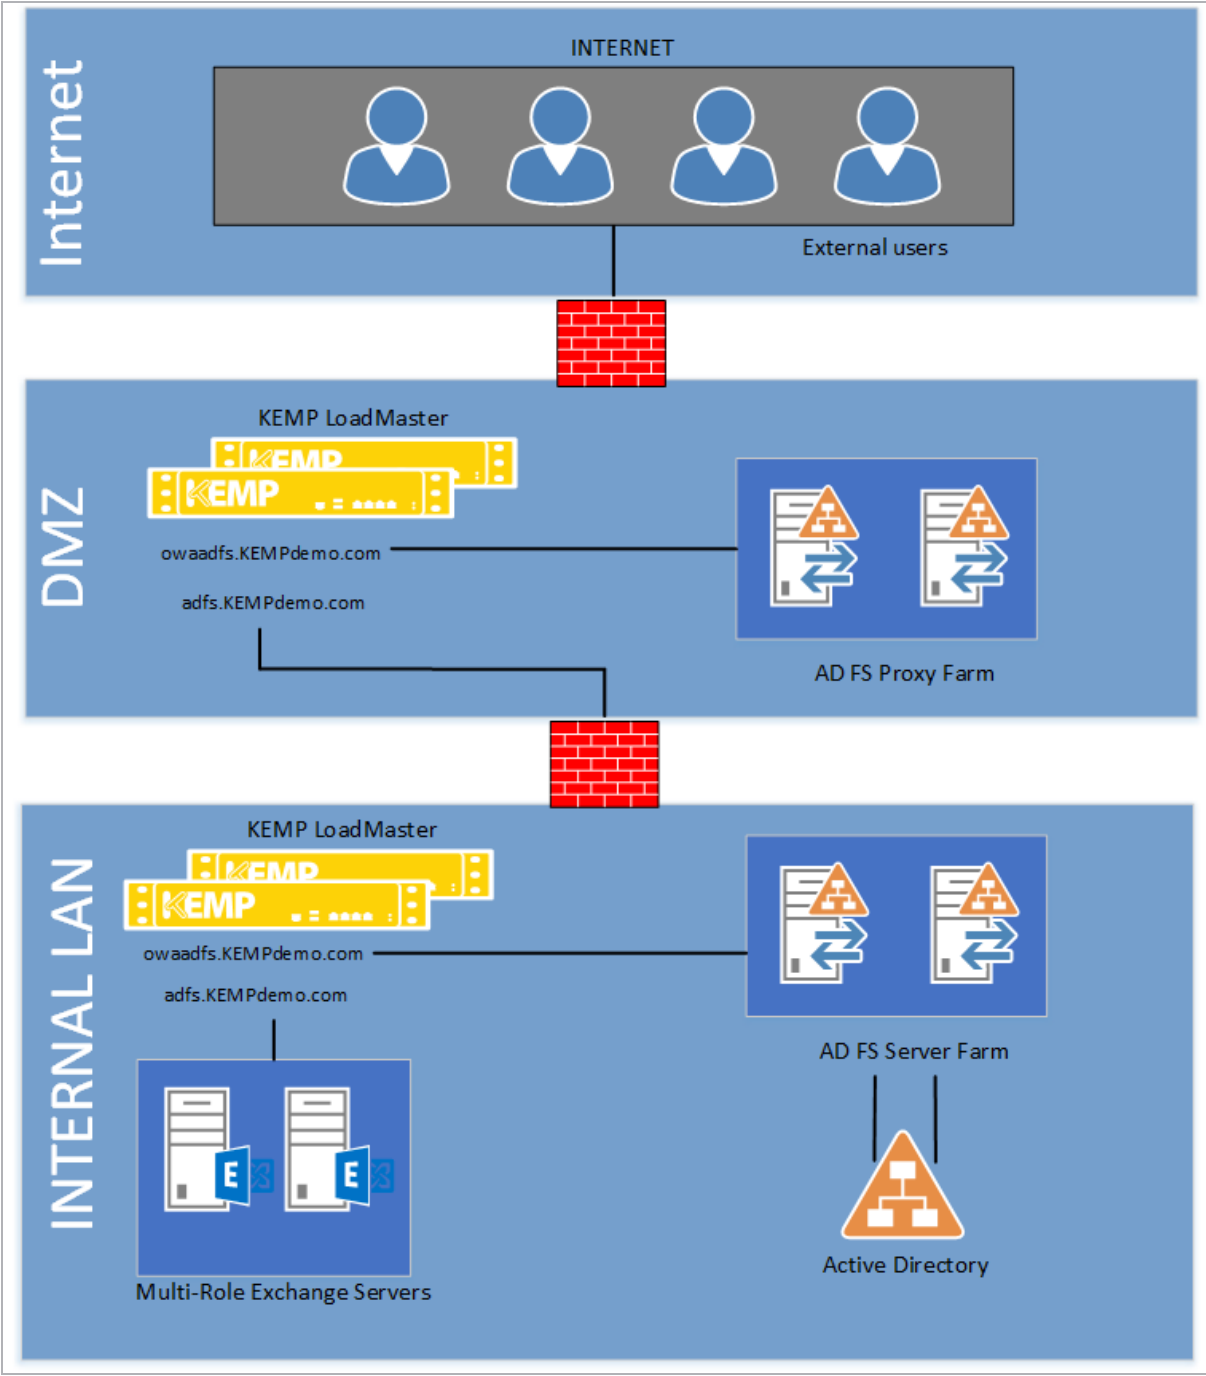 Internet
INTERNET
External users
DMZ
KEMP LoadMaster
KEMP
KEMP
owaadfs.KEMPdemo.com
adfs.KEMPdemo.com
AD FS Proxy Farm
INTERNAL LAN
KEMP LoadMaster
KEMP
KEMP
owaadfs.KEMPdemo.com
adfs.KEMPdemo.com
AD FS Server Farm
E
E
Active Directory
Multi-Role Exchange Servers